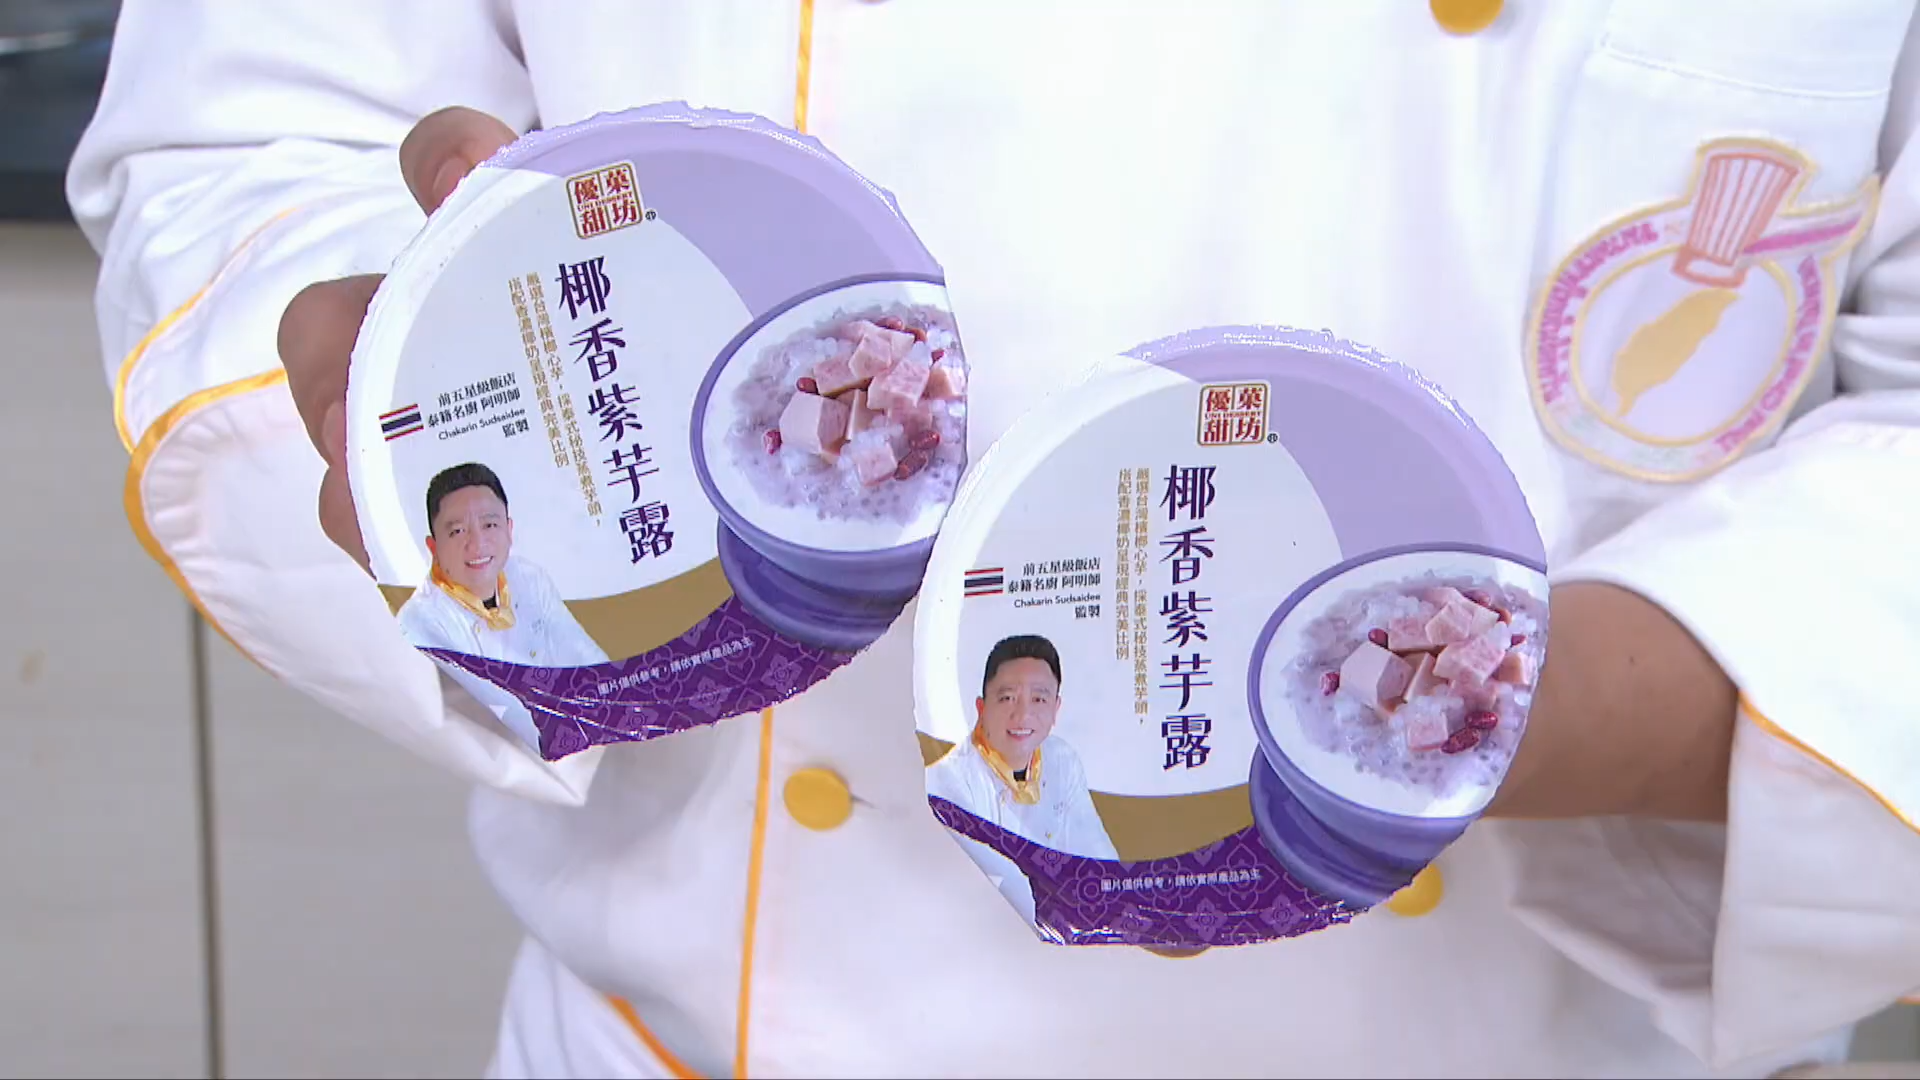 優菓甜坊
UNI DESSERT
椰香紫芋露
嚴選台灣檳榔心芋，採泰式秘技蒸煮芋頭，
搭配香濃椰奶呈現經典完美比例
前五星級飯店
泰籍名廚 阿明師
Chakarin Sudsaidee
監製
圖片僅供參考，請依實際產品為主
優菓甜坊
UNI DESSERT
椰香紫芋露
嚴選台灣檳榔心芋，採泰式秘技蒸煮芋頭，
搭配香濃椰奶呈現經典完美比例
前五星級飯店
泰籍名廚 阿明師
Chakarin Sudsaidee
監製
圖片僅供參考，請依實際產品為主